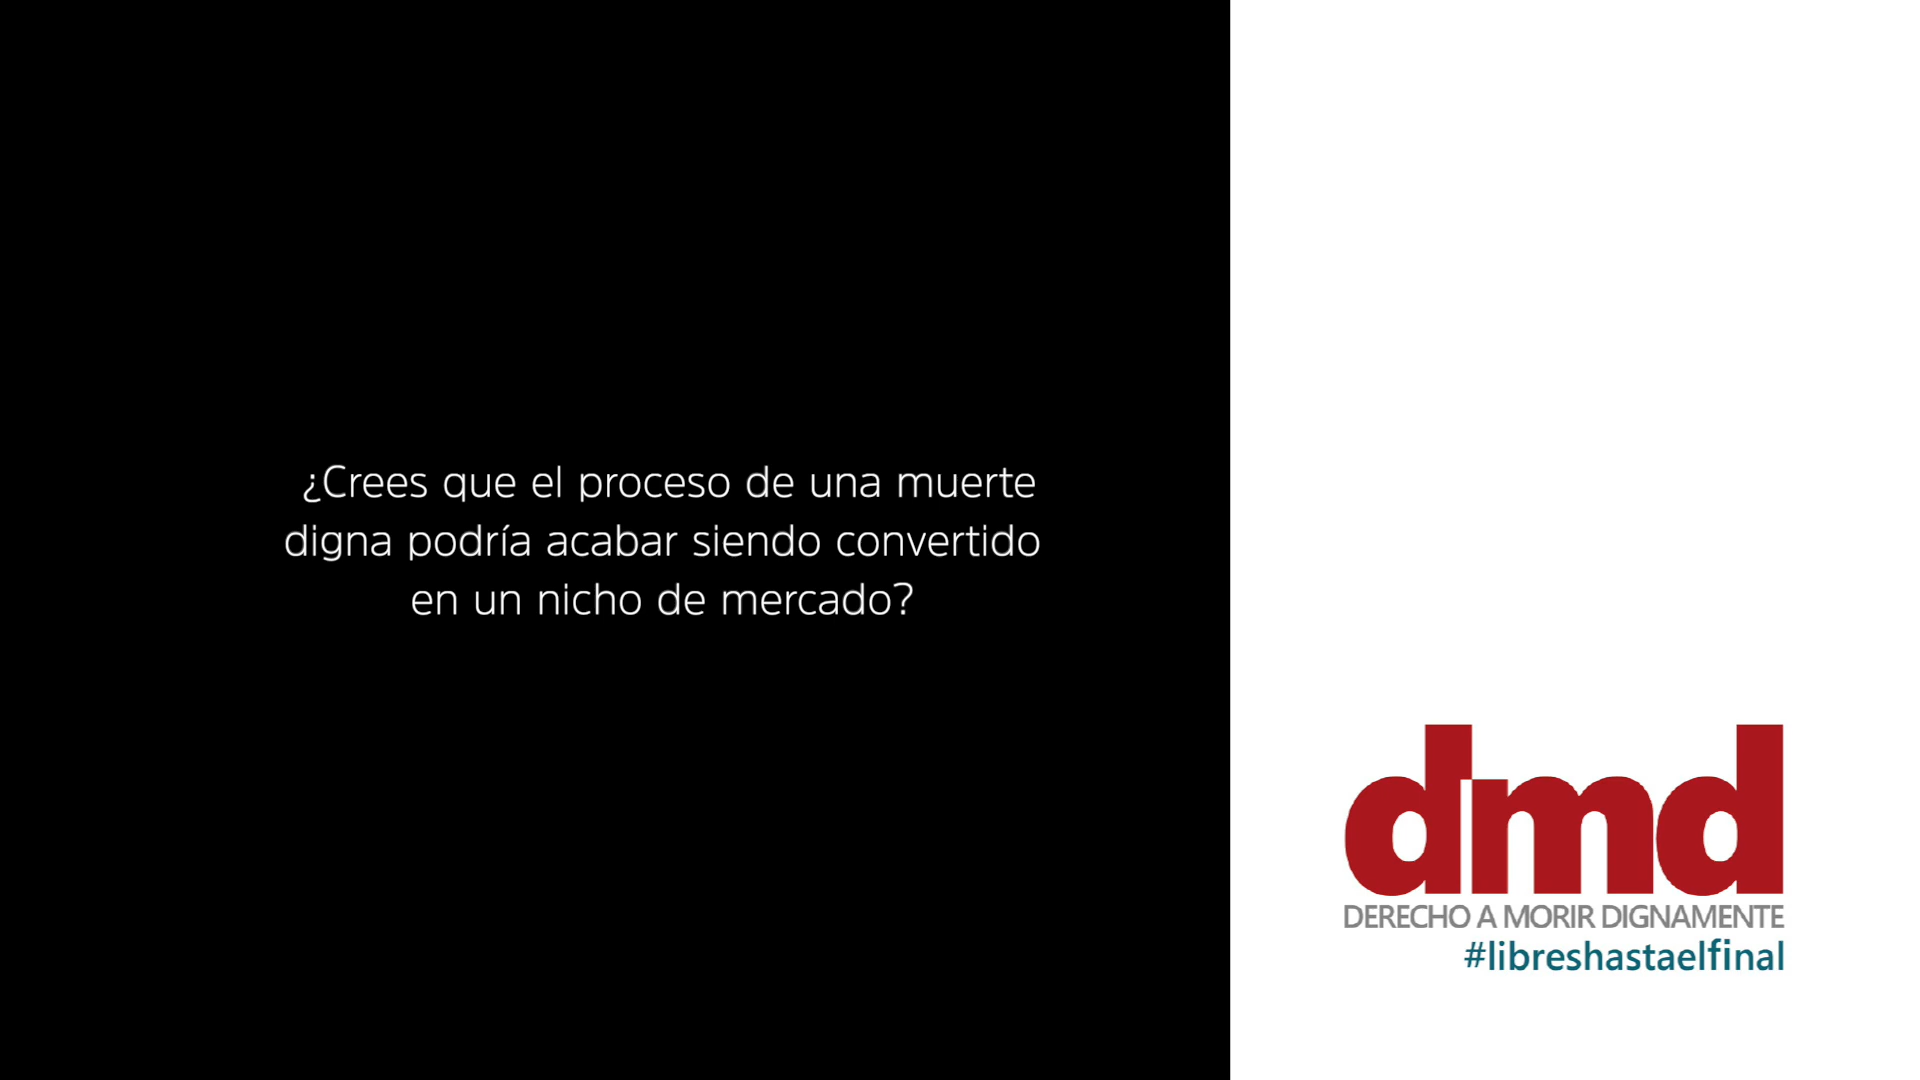 ¿Crees que el proceso de una muerte
digna podría acabar siendo convertido
en un nicho de mercado?
dmd
DERECHO A MORIR DIGNAMENTE
#libreshastaelfinal